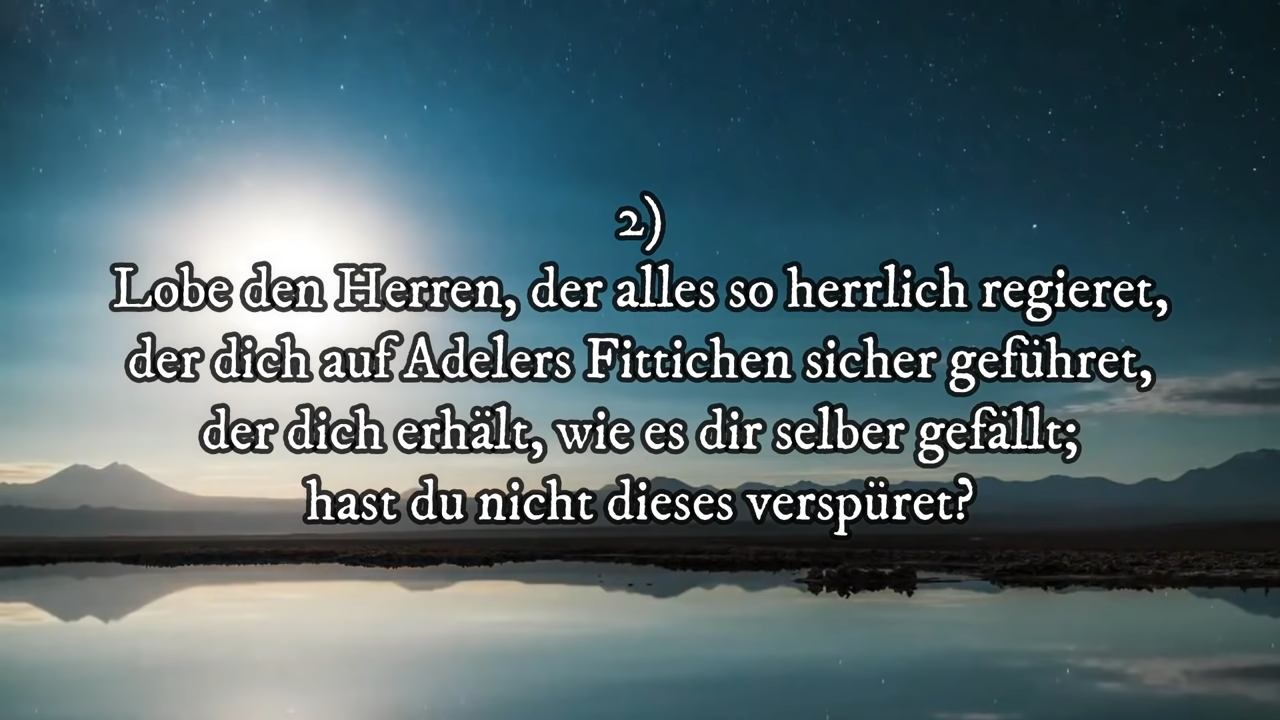 2)
Lobe den Herren, der alles so herrlich regieret,
der dich auf Adelers Fittichen sicher geführet,
der dich erhält, wie es dir selber gefällt;
hast du nicht dieses verspüret?